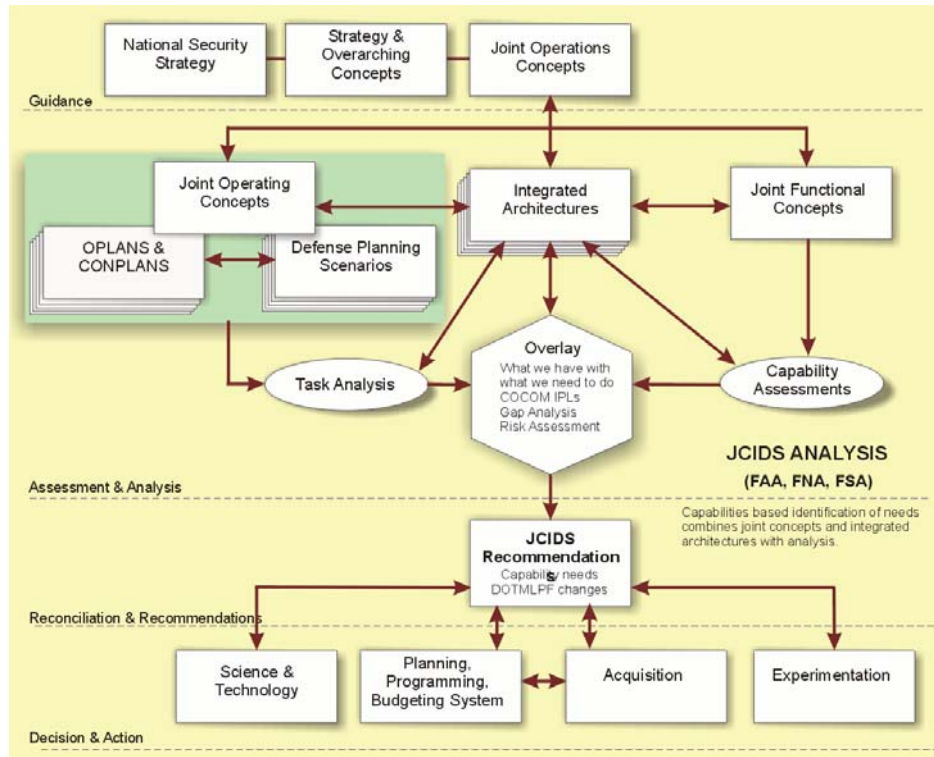 National Security
Strategy
Strategy &
Overarching
Concepts
Joint Operations
Concepts
Guidance
Joint Operating
Concepts
Integrated
Architectures
Joint Functional
Concepts
OPLANS &
CONPLANS
Defense Planning
Scenarios
Task Analysis
Overlay
What we have with
what we need to do
COCOM IPLs
Gap Analysis
Risk Assessment
Capability
Assessments
JCIDS ANALYSIS
(FAA, FNA, FSA)
Assessment & Analysis
Capabilities based identification of needs
combines joint concepts and integrated
architectures with analysis.
JCIDS
Recommendation
s
Capability needs
DOTMLPF changes
Reconciliation & Recommendations
Science &
Technology
Planning,
Programming,
Budgeting System
Acquisition
Experimentation
Decision & Action